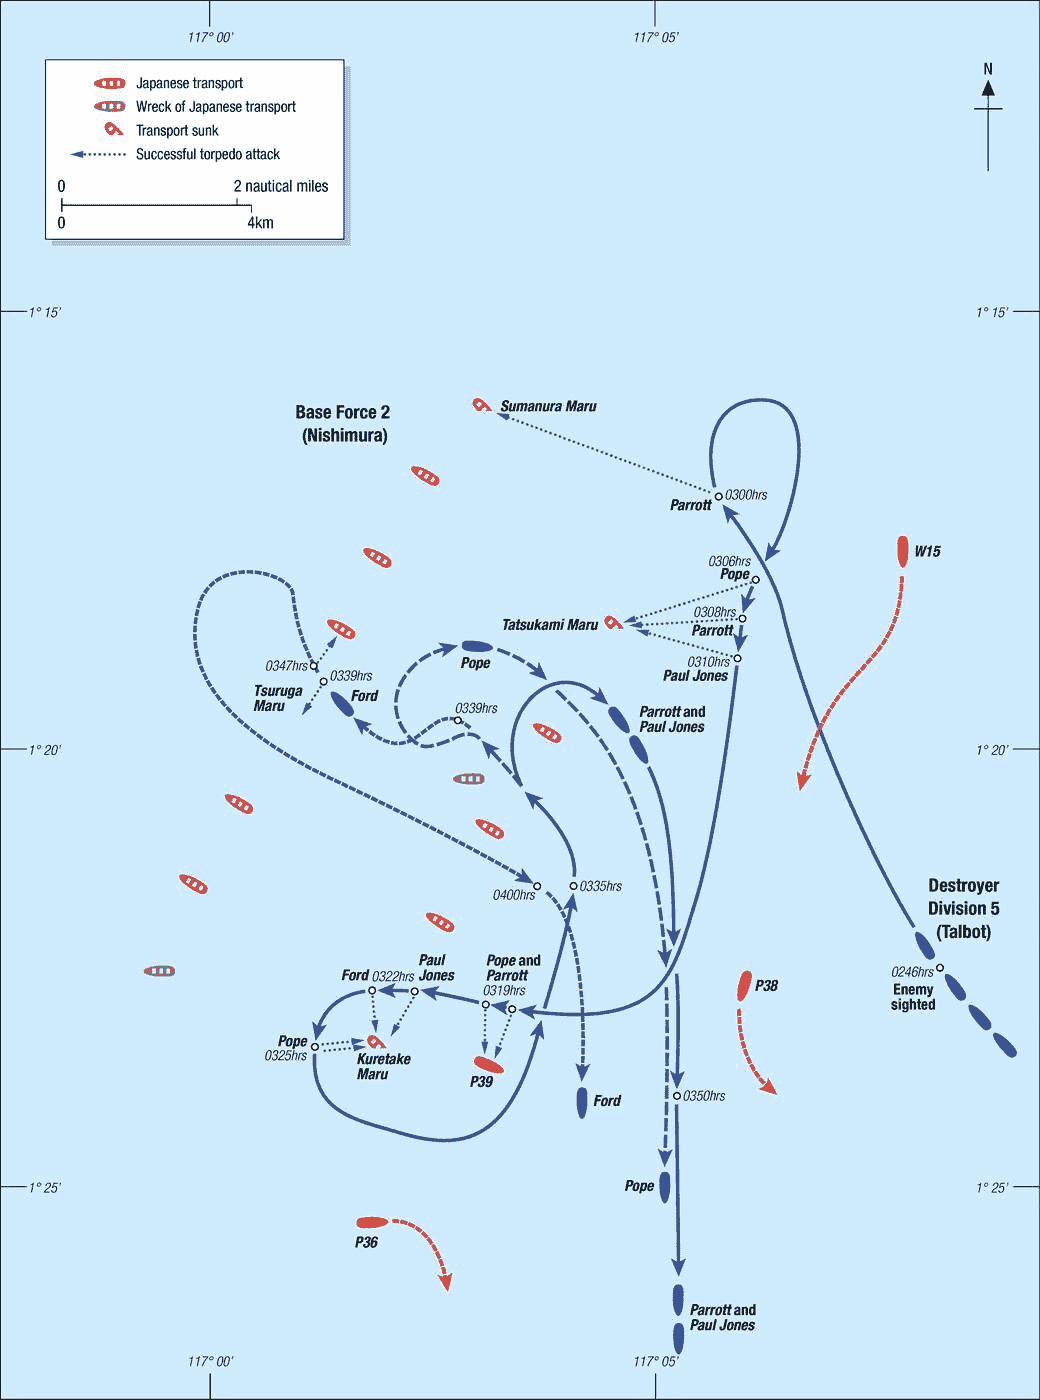 117° 00'
117° 05'
N
Japanese transport
Wreck of Japanese transport
Transport sunk
Successful torpedo attack
0
2 nautical miles
0
4km
1° 15'
1° 15'
Base Force 2
(Nishimura)
Sumanura Maru
Parrott
0300hrs
W15
0306hrs
Pope
0308hrs
Parrott
Tatsukami Maru
0310hrs
Paul Jones
0347hrs
0339hrs
Tsuruga
Maru
Ford
Pope
0339hrs
Parrott and
Paul Jones
1° 20'
1° 20'
0400hrs
0335hrs
Destroyer
Division 5
(Talbot)
0246hrs
Enemy
sighted
Ford
0322hrs
Paul
Jones
Pope and
Parrott
0319hrs
P38
Pope
0325hrs
Kuretake
Maru
P39
Ford
0350hrs
Pope
1° 25'
1° 25'
P36
Parrott and
Paul Jones
117° 00'
117° 05'